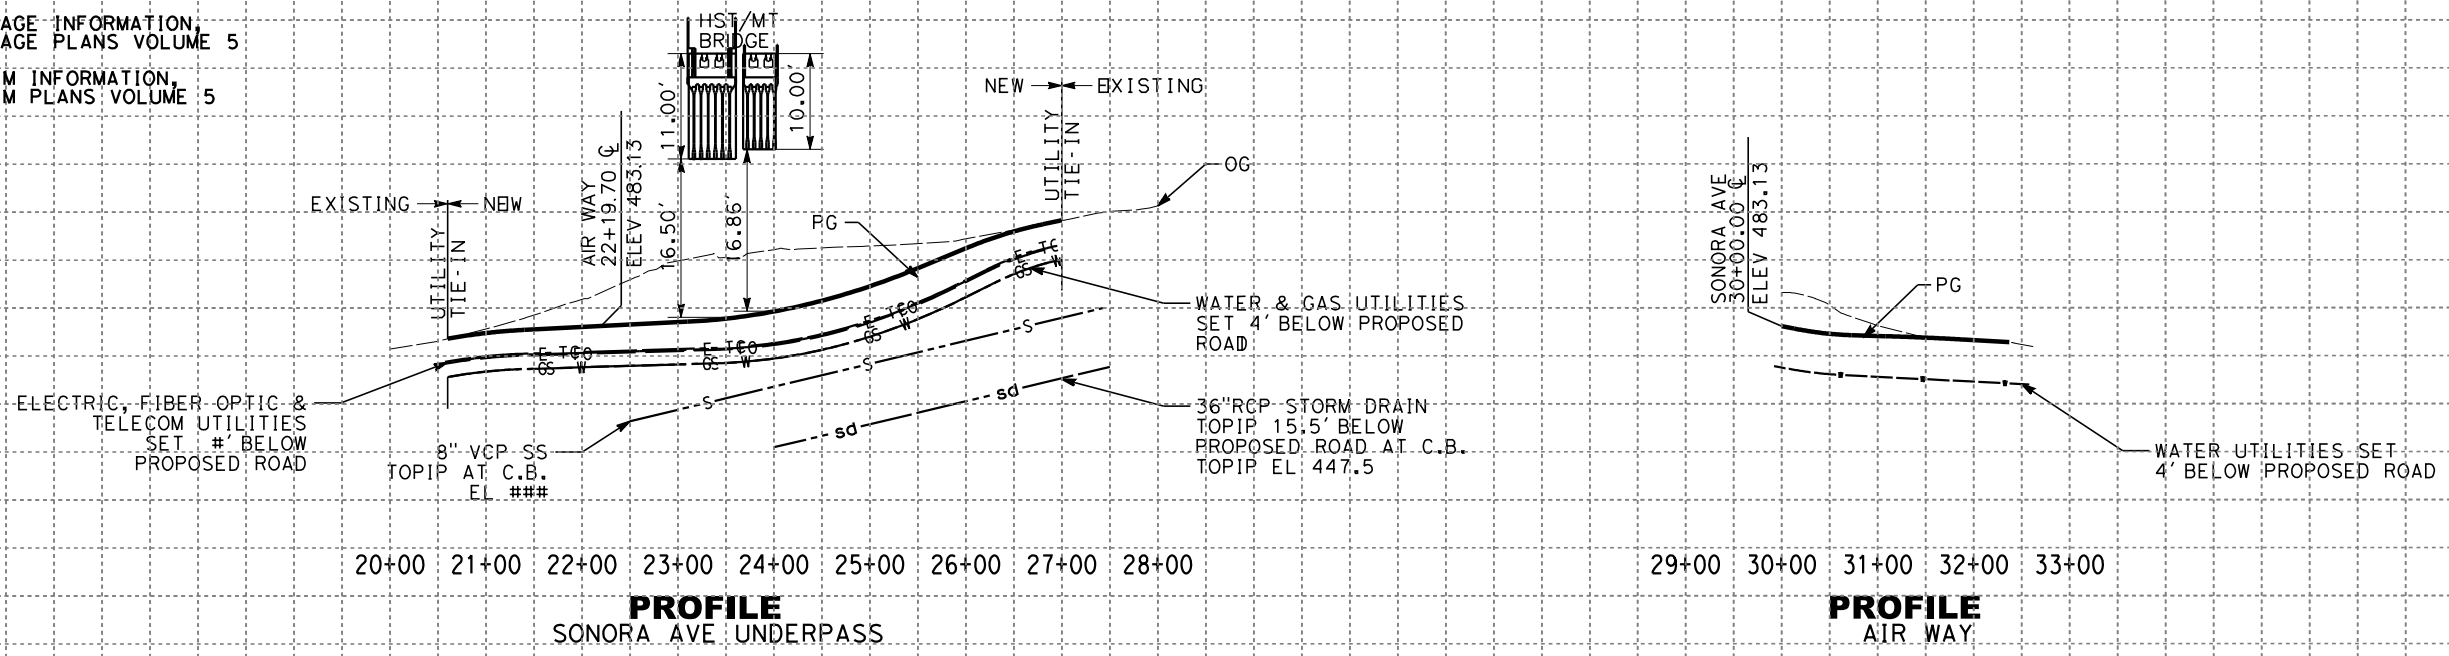 AGE INFORMATION,
AGE PLANS VOLUME 5
M INFORMATION,
M PLANS VOLUME 5
HST/MT
BRIDGE
11.00'
10.00'
16.50'
16.86'
NEW
EXISTING
UTILITY
TIE-IN
OG
EXISTING
NEW
UTILITY
TIE-IN
AIR WAY
22+19.70 ℄
ELEV 483.13
PG
E-TC
GS W
E-TCO
GS W
E-TCO
GS W
E-TCO
GS W
S
S
S
sd
sd
WATER & GAS UTILITIES
SET 4' BELOW PROPOSED
ROAD
ELECTRIC, FIBER OPTIC &
TELECOM UTILITIES
SET #' BELOW
PROPOSED ROAD
8" VCP SS
TOPIP AT C.B.
EL ###
36"RCP STORM DRAIN
TOPIP 15.5' BELOW
PROPOSED ROAD AT C.B.
TOPIP EL 447.5
20+00 21+00 22+00 23+00 24+00 25+00 26+00 27+00 28+00
PROFILE
SONORA AVE UNDERPASS
SONORA AVE
30+00.00 ℄
ELEV 483.13
PG
WATER UTILITIES SET
4' BELOW PROPOSED ROAD
29+00 30+00 31+00 32+00 33+00
PROFILE
AIR WAY